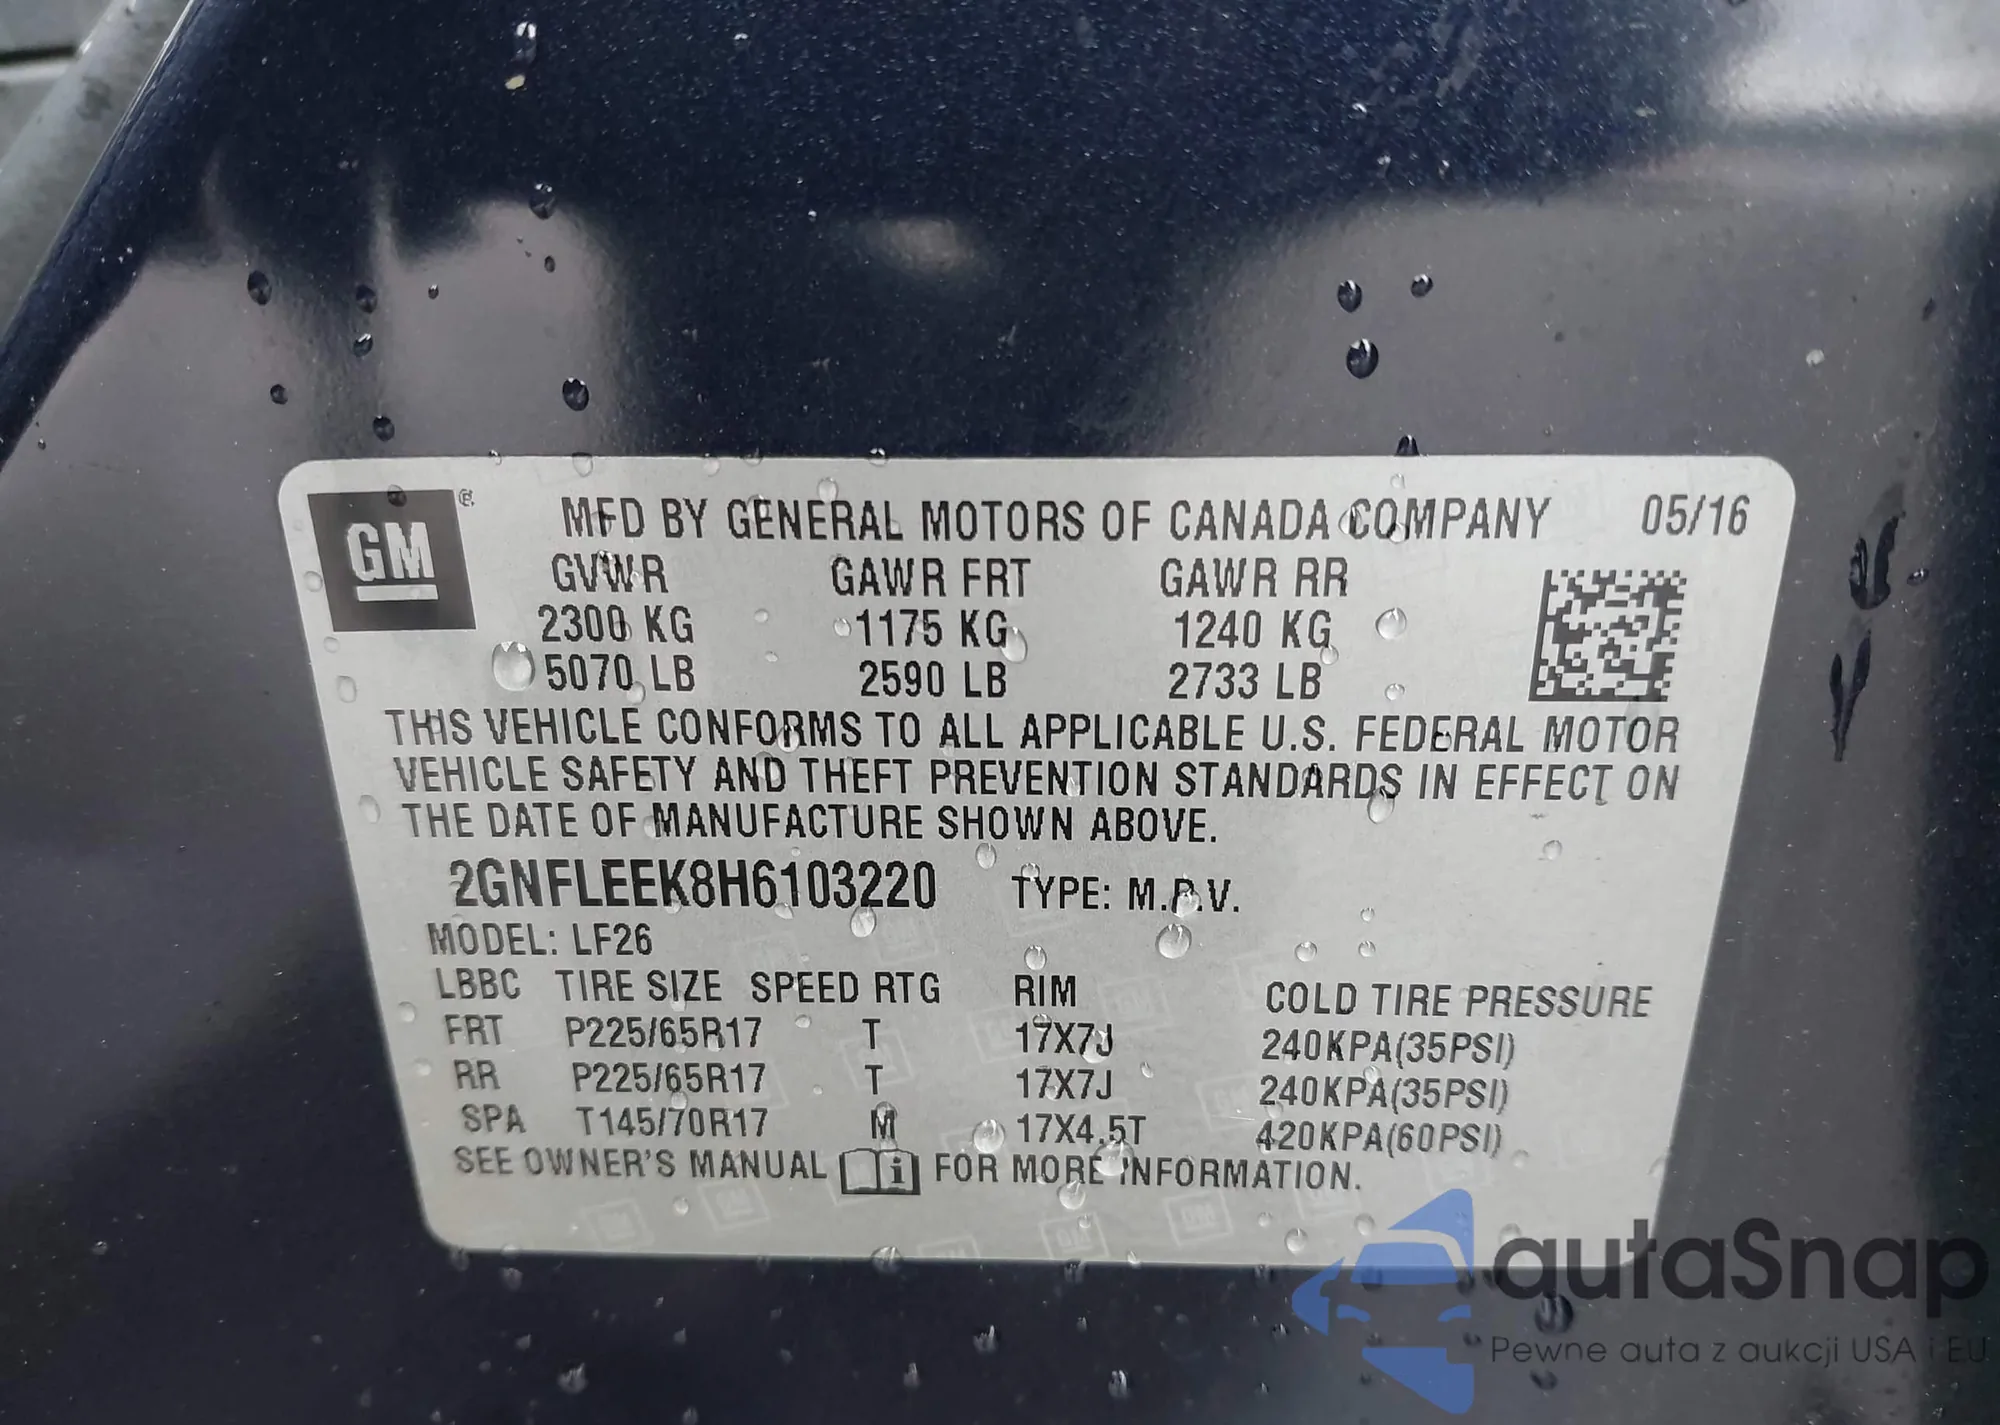 GM ®
MFD BY GENERAL MOTORS OF CANADA COMPANY 05/16
GVWR GAWR FRT GAWR RR
2300 KG 1175 KG 1240 KG
5070 LB 2590 LB 2733 LB
THIS VEHICLE CONFORMS TO ALL APPLICABLE U.S. FEDERAL MOTOR
VEHICLE SAFETY AND THEFT PREVENTION STANDARDS IN EFFECT ON
THE DATE OF MANUFACTURE SHOWN ABOVE.
2GNFLEEK8H6103220 TYPE: M.P.V.
MODEL: LF26
LBBC TIRE SIZE SPEED RTG RIM COLD TIRE PRESSURE
FRT P225/65R17 T 17X7J 240KPA(35PSI)
RR P225/65R17 T 17X7J 240KPA(35PSI)
SPA T145/70R17 M 17X4.5T 420KPA(60PSI)
SEE OWNER'S MANUAL i FOR MORE INFORMATION.
autaSnap
Pewne auta z aukcji USA i EU